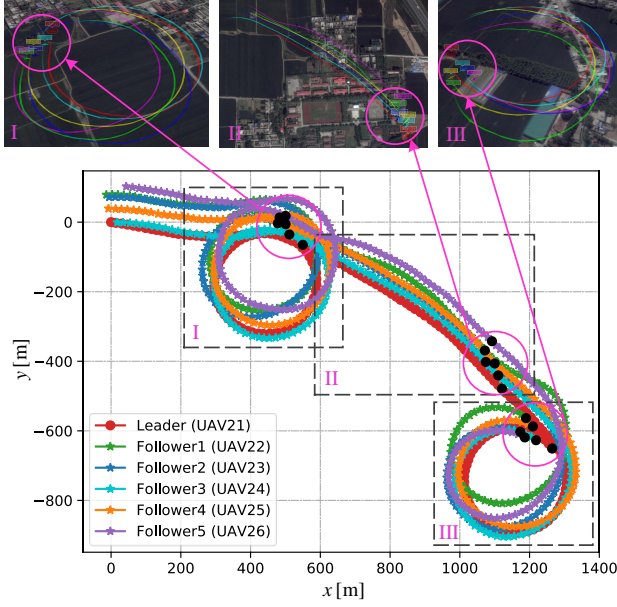 I
II
III
0
−200
−400
−600
−800
y [m]
I
II
III
Leader (UAV21)
Follower1 (UAV22)
Follower2 (UAV23)
Follower3 (UAV24)
Follower4 (UAV25)
Follower5 (UAV26)
0 200 400 600 800 1000 1200 1400
x [m]